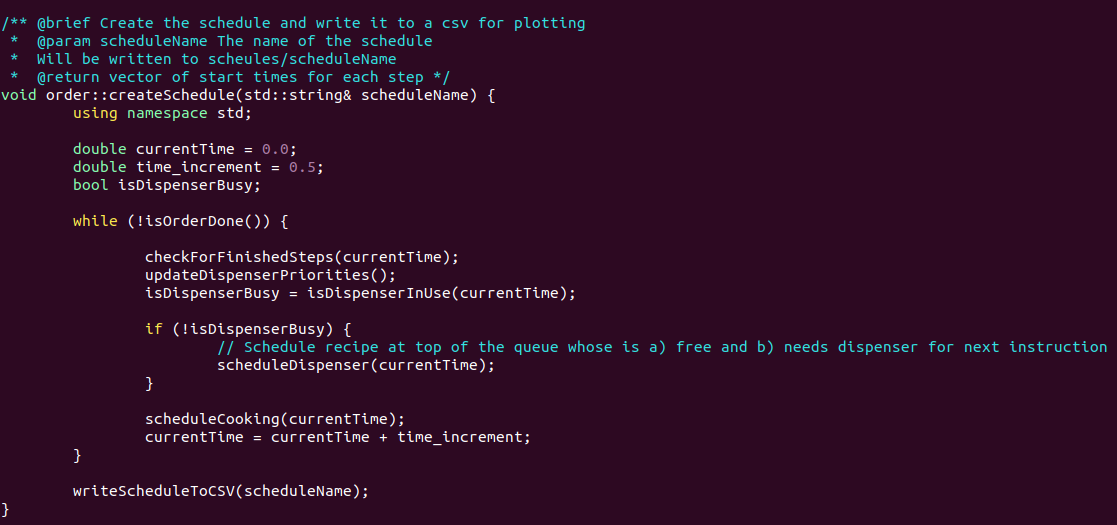 /** @brief Create the schedule and write it to a csv for plotting
 *  @param scheduleName The name of the schedule
 *  Will be written to scheules/scheduleName
 *  @return vector of start times for each step */
void order::createSchedule(std::string& scheduleName) {
        using namespace std;

        double currentTime = 0.0;
        double time_increment = 0.5;
        bool isDispenserBusy;

        while (!isOrderDone()) {

                checkForFinishedSteps(currentTime);
                updateDispenserPriorities();
                isDispenserBusy = isDispenserInUse(currentTime);

                if (!isDispenserBusy) {
                        // Schedule recipe at top of the queue whose is a) free and b) needs dispenser for next instruction
                        scheduleDispenser(currentTime);
                }

                scheduleCooking(currentTime);
                currentTime = currentTime + time_increment;
        }

        writeScheduleToCSV(scheduleName);
}